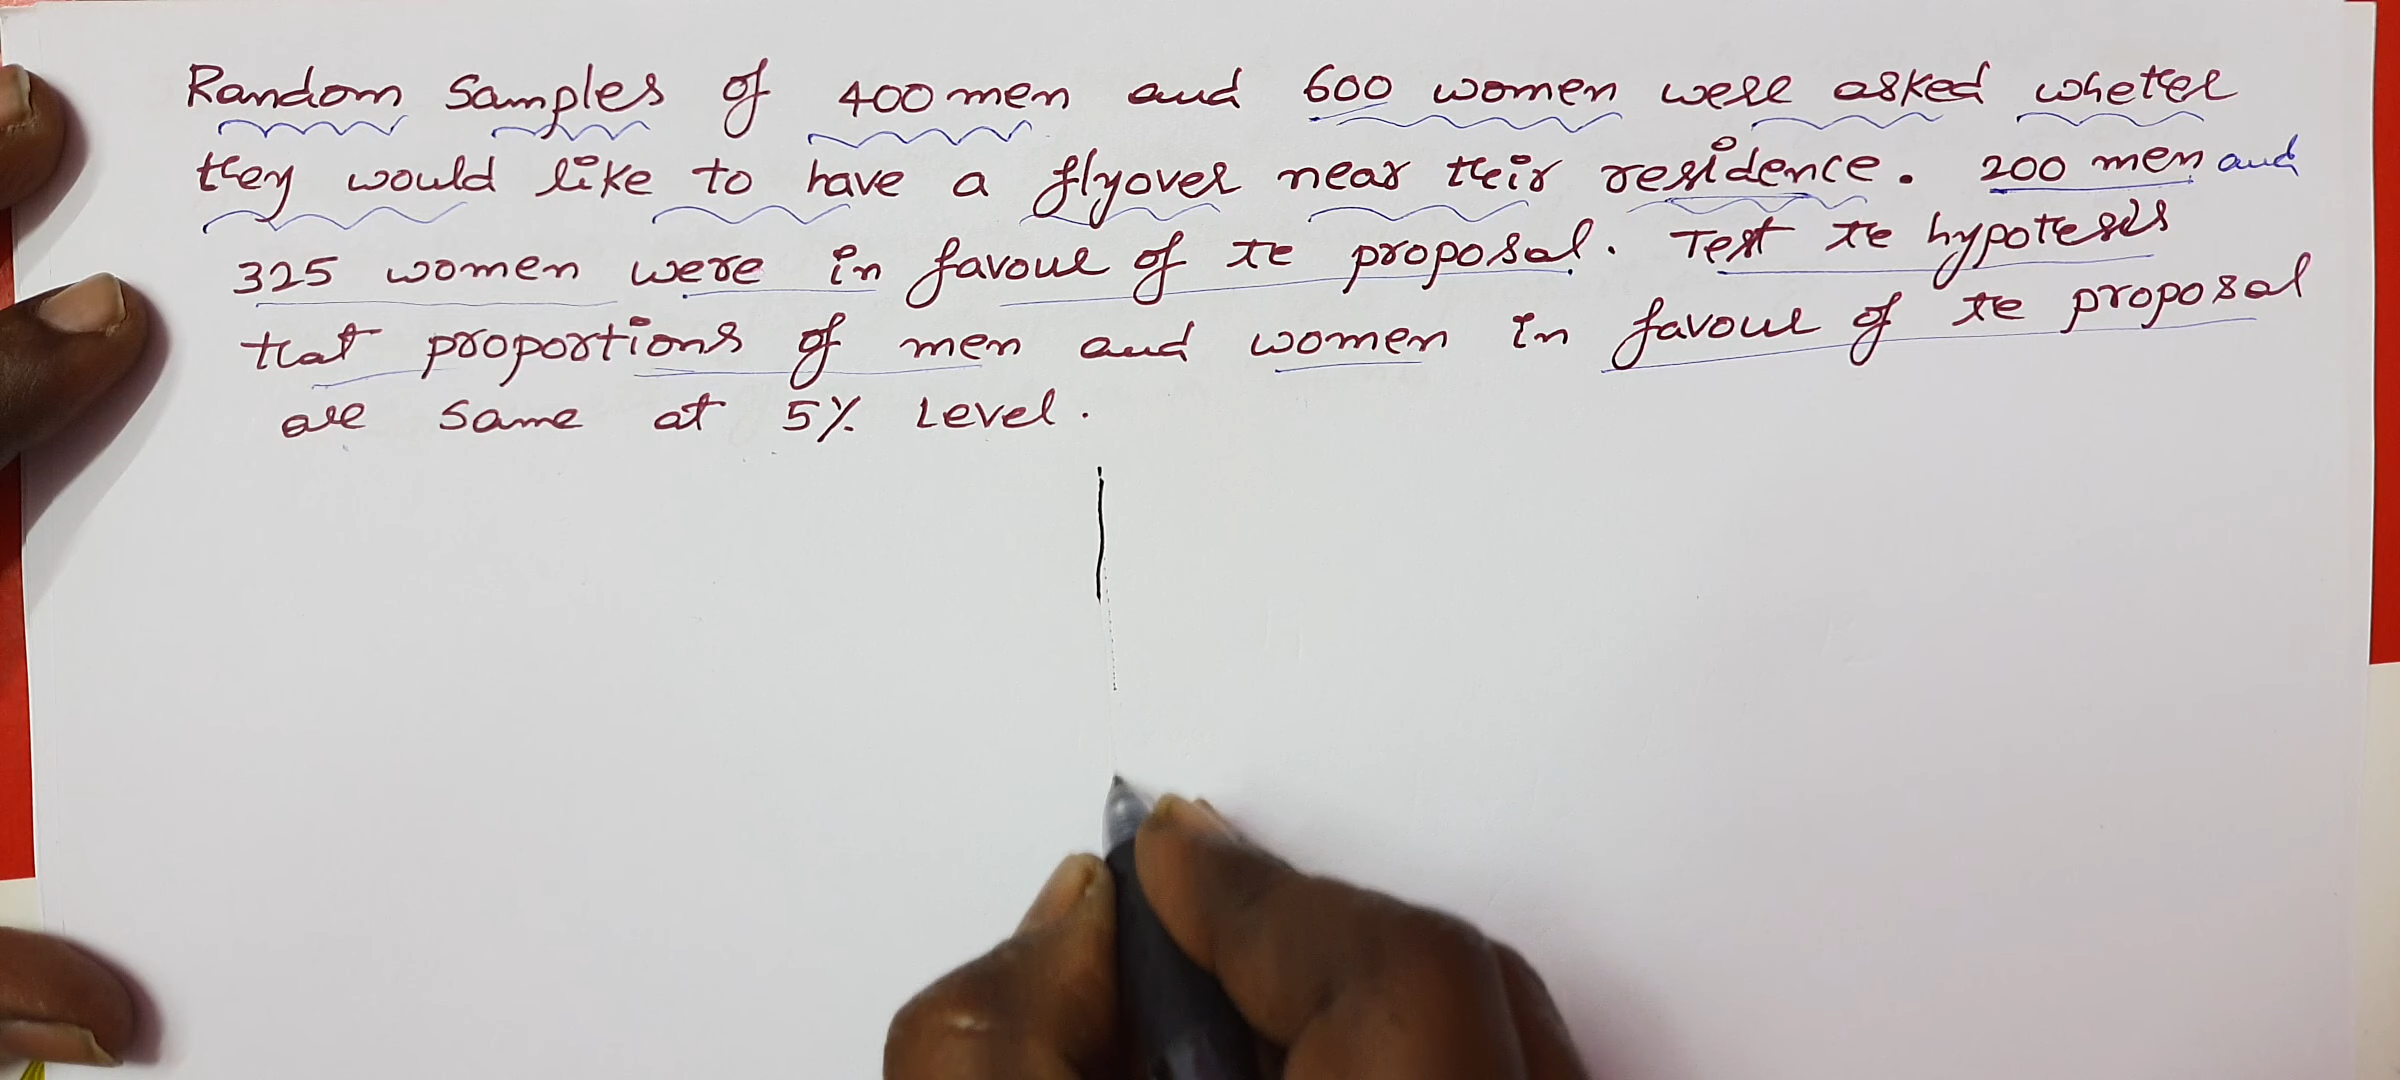 Random Samples of 400 men and 600 women were asked whether
they would like to have a flyover near their residence. 200 men and
325 women were in favour of the proposal. Test the hypothesis
that proportions of men and women in favour of the proposal
are same at 5% Level.